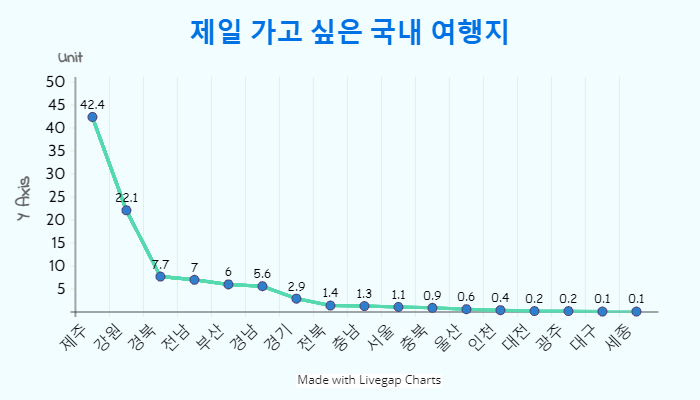 제일 가고 싶은 국내 여행지
Unit
Y Axis
50
45
40
35
30
25
20
15
10
5
42.4
22.1
7.7
7
6
5.6
2.9
1.4
1.3
1.1
0.9
0.6
0.4
0.2
0.2
0.1
0.1
제주
강원
경북
전남
부산
경남
경기
전북
충남
서울
충북
울산
인천
대전
광주
대구
세종
Made with Livegap Charts